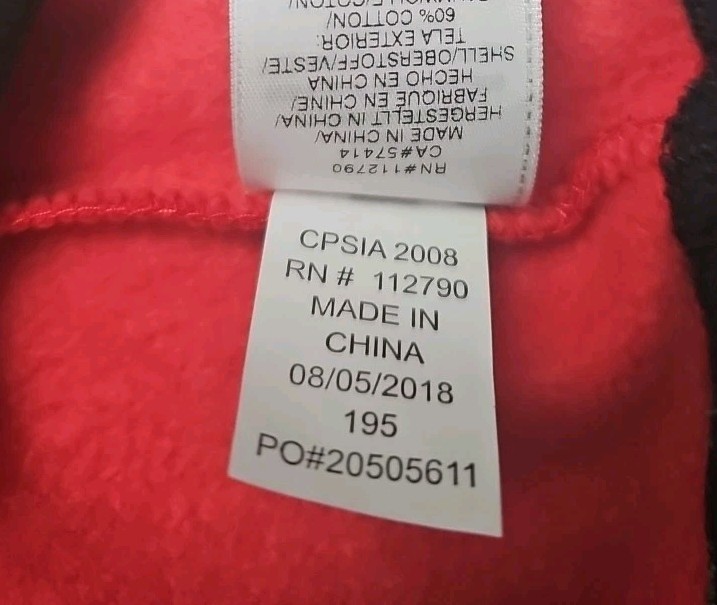 RN#112790
CA#57414
MADE IN CHINA/
HERGESTELLT IN CHINA/
FABRIQUE EN CHINE/
HECHO EN CHINA
SHELL/OBERSTOFF/VESTE/
TELA EXTERIOR:
60% COTTON/
CPSIA 2008
RN # 112790
MADE IN
CHINA
08/05/2018
195
PO#20505611